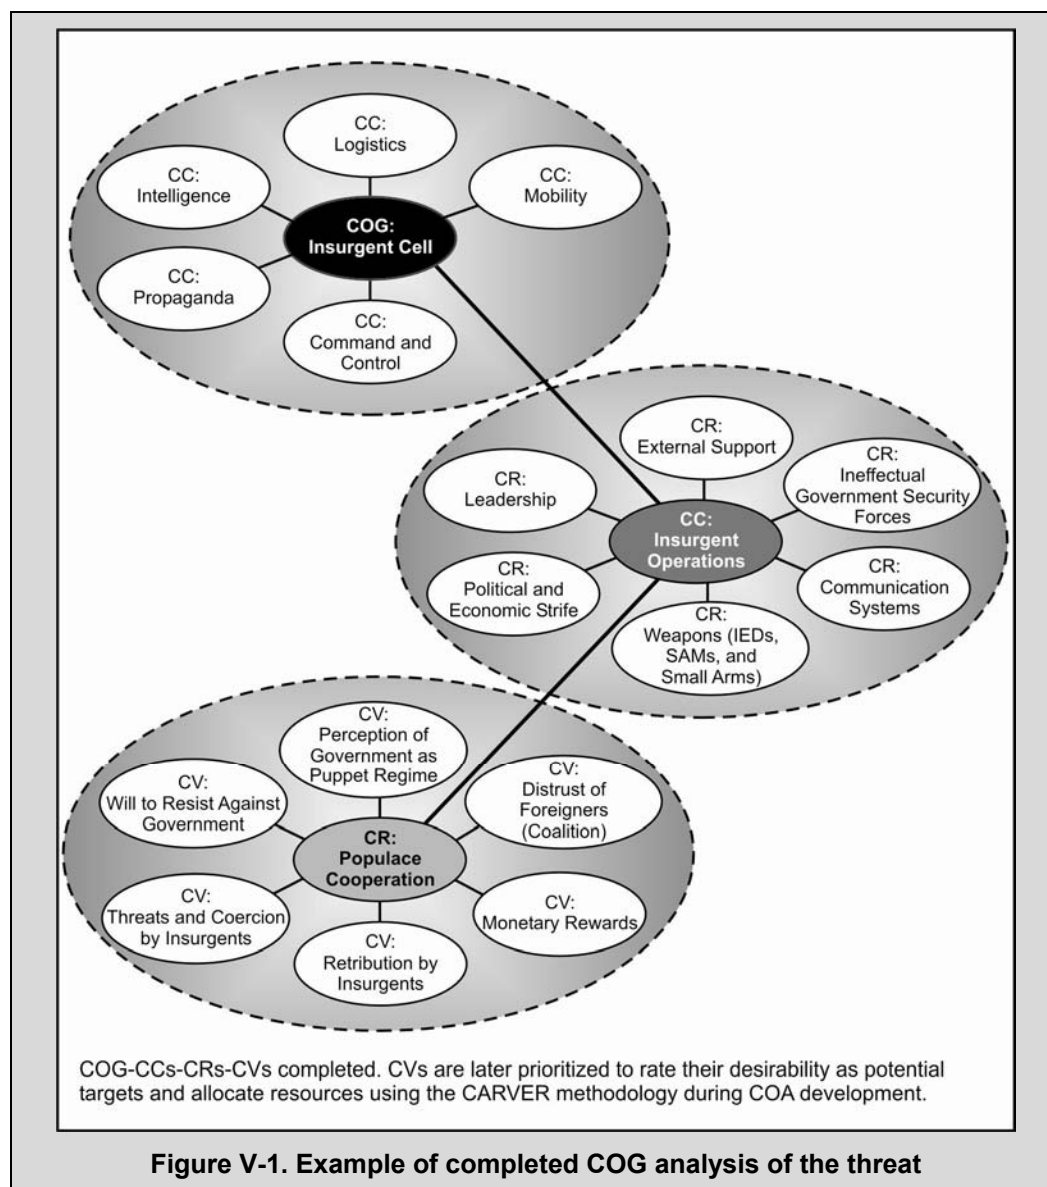 CC:
Logistics
CC:
Intelligence
CC:
Mobility
COG:
Insurgent Cell
CC:
Propaganda
CC:
Command and
Control
CR:
External Support
CR:
Leadership
CR:
Ineffectual
Government Security
Forces
CC:
Insurgent
Operations
CR:
Political and
Economic Strife
CR:
Communication
Systems
CR:
Weapons (IEDs,
SAMs, and
Small Arms)
CV:
Perception of
Government as
Puppet Regime
CV:
Will to Resist Against
Government
CV:
Distrust of
Foreigners
(Coalition)
CR:
Populace
Cooperation
CV:
Threats and Coercion
by Insurgents
CV:
Monetary Rewards
CV:
Retribution by
Insurgents
COG-CCs-CRs-CVs completed. CVs are later prioritized to rate their desirability as potential
targets and allocate resources using the CARVER methodology during COA development.
Figure V-1. Example of completed COG analysis of the threat